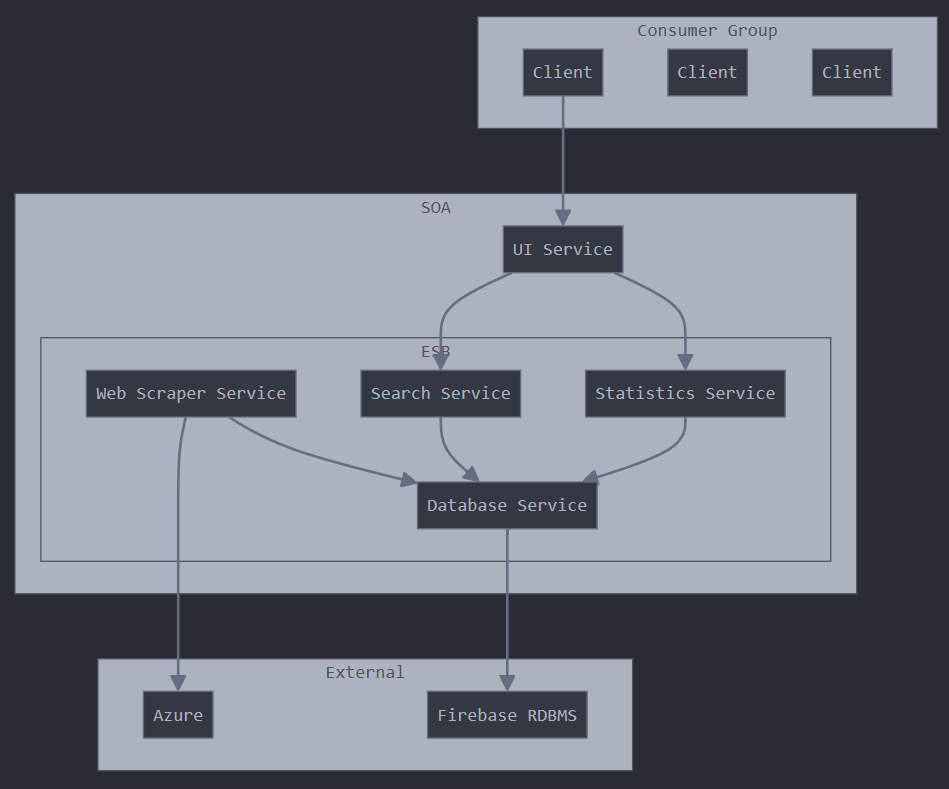 Consumer Group
Client
Client
Client
SOA
UI Service
ESB
Web Scraper Service
Search Service
Statistics Service
Database Service
External
Azure
Firebase RDBMS